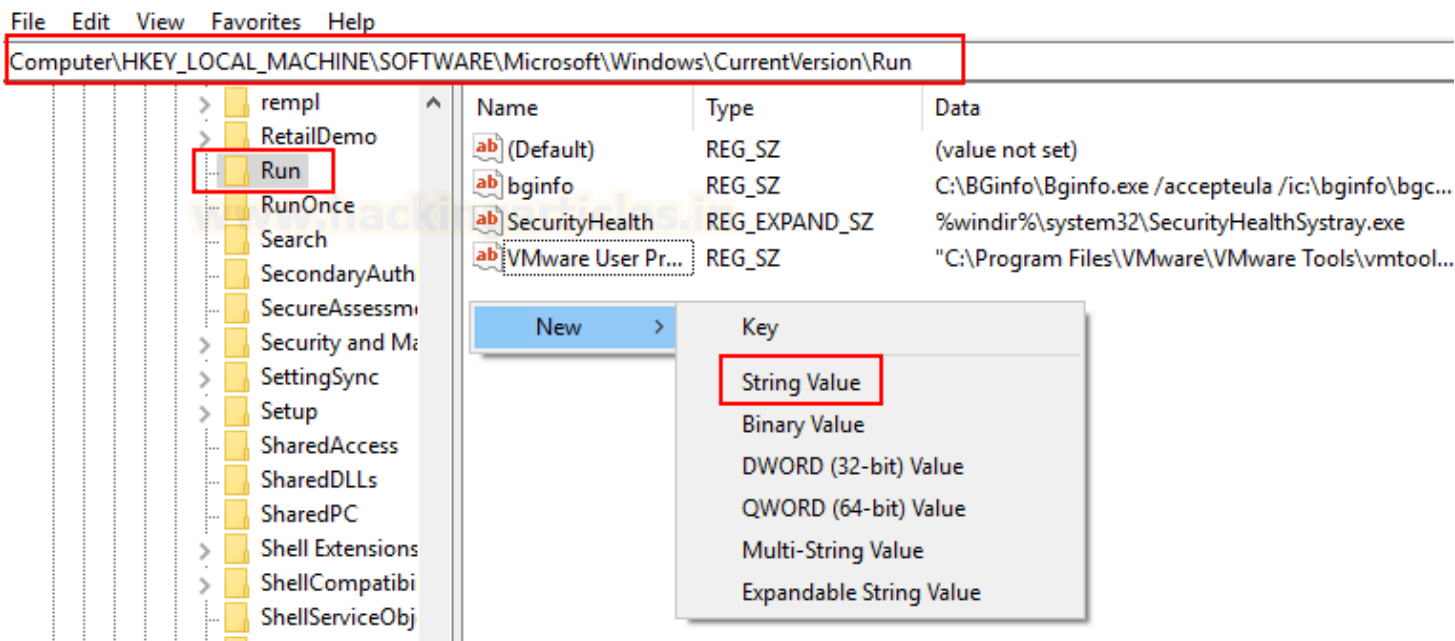 File Edit View Favorites Help
Computer\HKEY_LOCAL_MACHINE\SOFTWARE\Microsoft\Windows\CurrentVersion\Run
rempl
RetailDemo
Run
RunOnce
Search
SecondaryAuth
SecureAssessm
Security and Ma
SettingSync
Setup
SharedAccess
SharedDLLs
SharedPC
Shell Extensions
ShellCompatibi
ShellServiceObj
Name Type Data
(Default) REG_SZ (value not set)
bginfo REG_SZ C:\BGinfo\Bginfo.exe /accepteula /ic:\bginfo\bgc...
SecurityHealth REG_EXPAND_SZ %windir%\system32\SecurityHealthSystray.exe
VMware User Pr... REG_SZ "C:\Program Files\VMware\VMware Tools\vmtool...
New
Key
String Value
Binary Value
DWORD (32-bit) Value
QWORD (64-bit) Value
Multi-String Value
Expandable String Value
www.hackingarticles.in